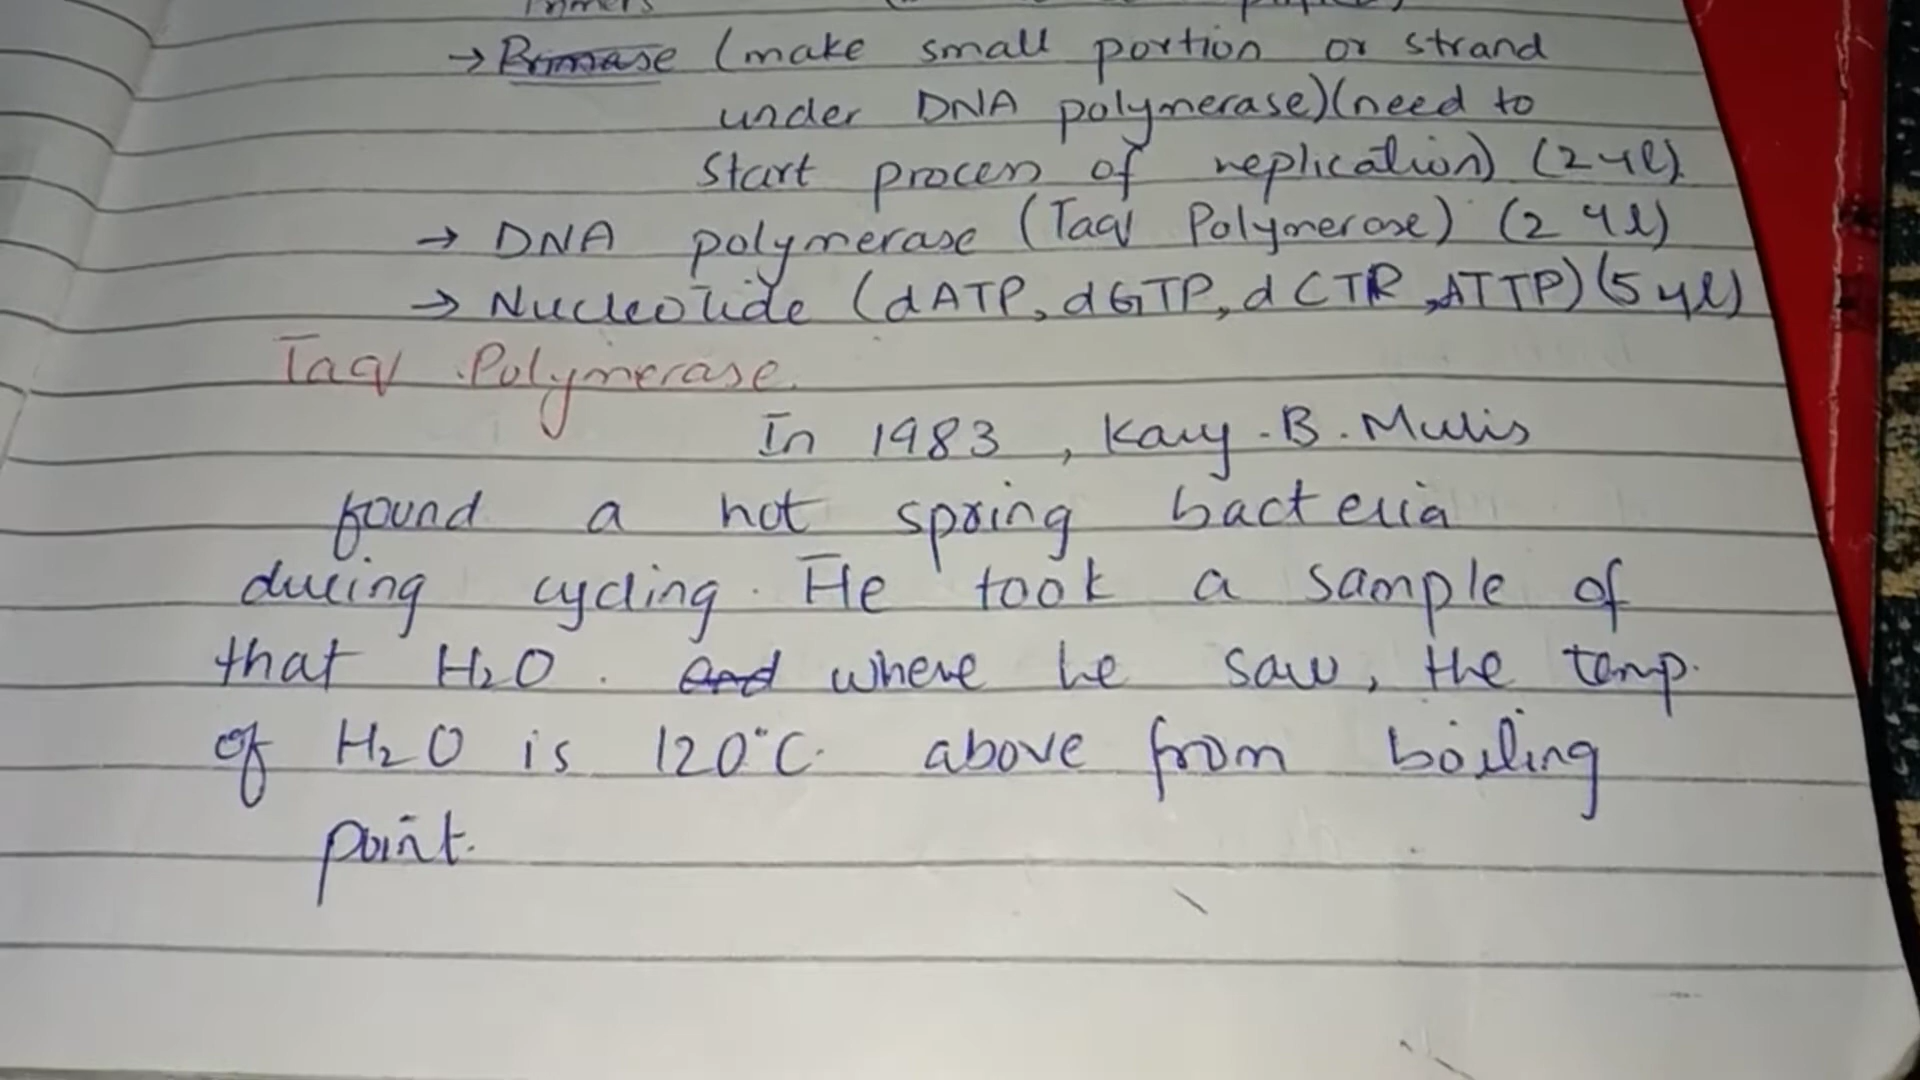 Primers
→ Primase (make small portion or strand
under DNA polymerase)(need to
start process of replication) (2 μl)
→ DNA polymerase (Taq Polymerase) (2 μl)
→ Nucleotide (dATP, dGTP, dCTP, dTTP) (5 μl)
Taq Polymerase.
In 1983, Kary.B.Mulis
found a hot spring bacteria
during cycling. He took a sample of
that H₂O. And where he saw, the temp.
of H₂O is 120°C. above from boiling
point.